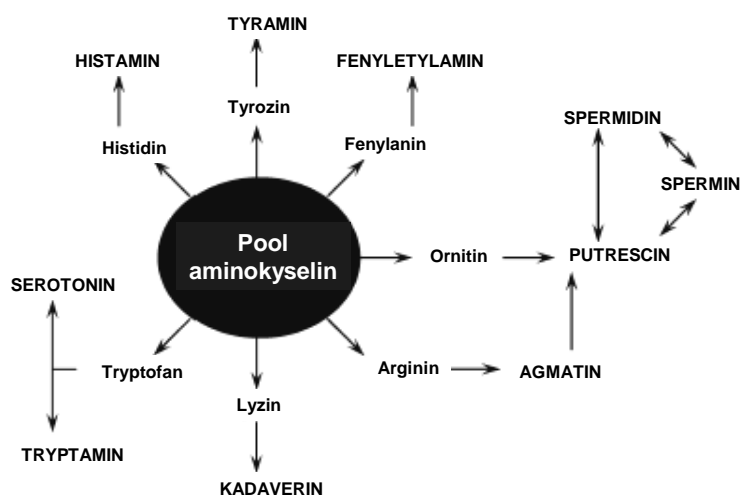 TYRAMIN
HISTAMIN
FENYLETYLAMIN
Tyrozin
SPERMIDIN
Histidin
Fenylanin
SPERMIN
Pool
aminokyselin
Ornitin
PUTRESCIN
SEROTONIN
Tryptofan
Arginin
AGMATIN
Lyzin
TRYPTAMIN
KADAVERIN